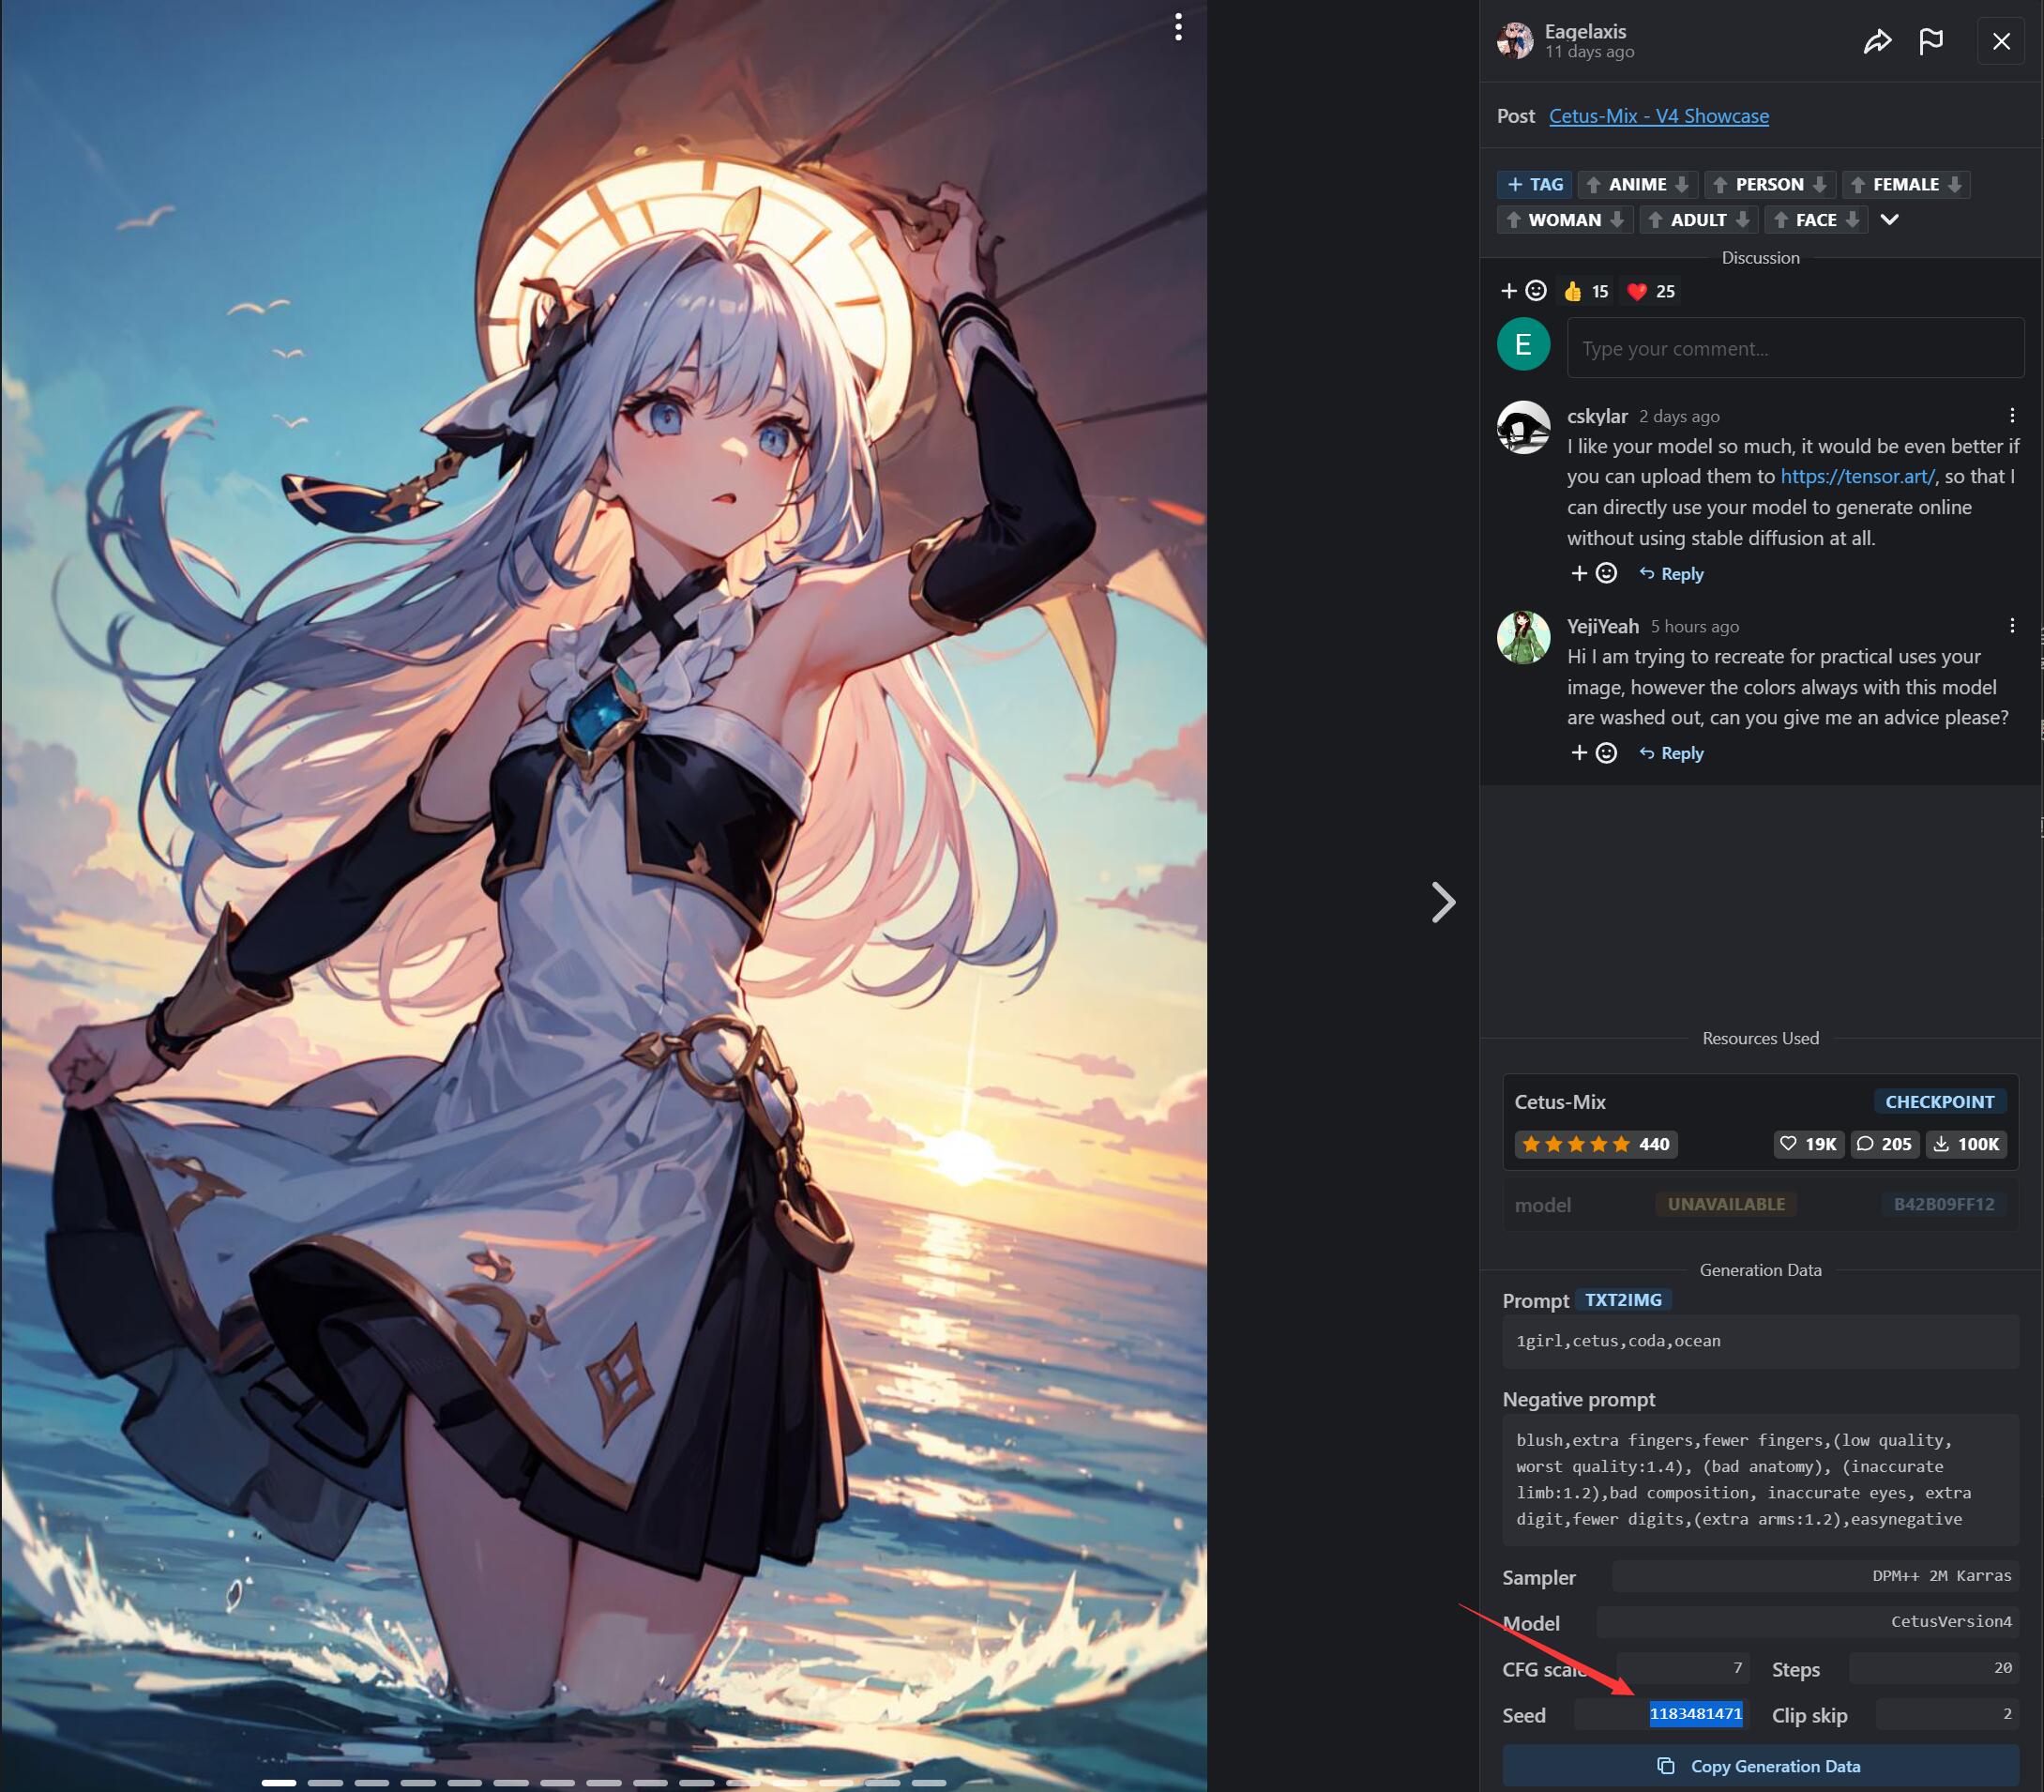 Eagelaxis
11 days ago
Post Cetus-Mix - V4 Showcase
+ TAG ANIME PERSON FEMALE
WOMAN ADULT FACE
Discussion
15 25
E Type your comment...
cskylar 2 days ago
I like your model so much, it would be even better if
you can upload them to https://tensor.art/, so that I
can directly use your model to generate online
without using stable diffusion at all.
Reply
YejiYeah 5 hours ago
Hi I am trying to recreate for practical uses your
image, however the colors always with this model
are washed out, can you give me an advice please?
Reply
Resources Used
Cetus-Mix CHECKPOINT
440 19K 205 100K
model UNAVAILABLE B42B09FF12
Generation Data
Prompt TXT2IMG
1girl,cetus,coda,ocean
Negative prompt
blush,extra fingers,fewer fingers,(low quality,
worst quality:1.4), (bad anatomy), (inaccurate
limb:1.2),bad composition, inaccurate eyes, extra
digit,fewer digits,(extra arms:1.2),easynegative
Sampler DPM++ 2M Karras
Model CetusVersion4
CFG scale 7 Steps 20
Seed 1183481471 Clip skip 2
Copy Generation Data